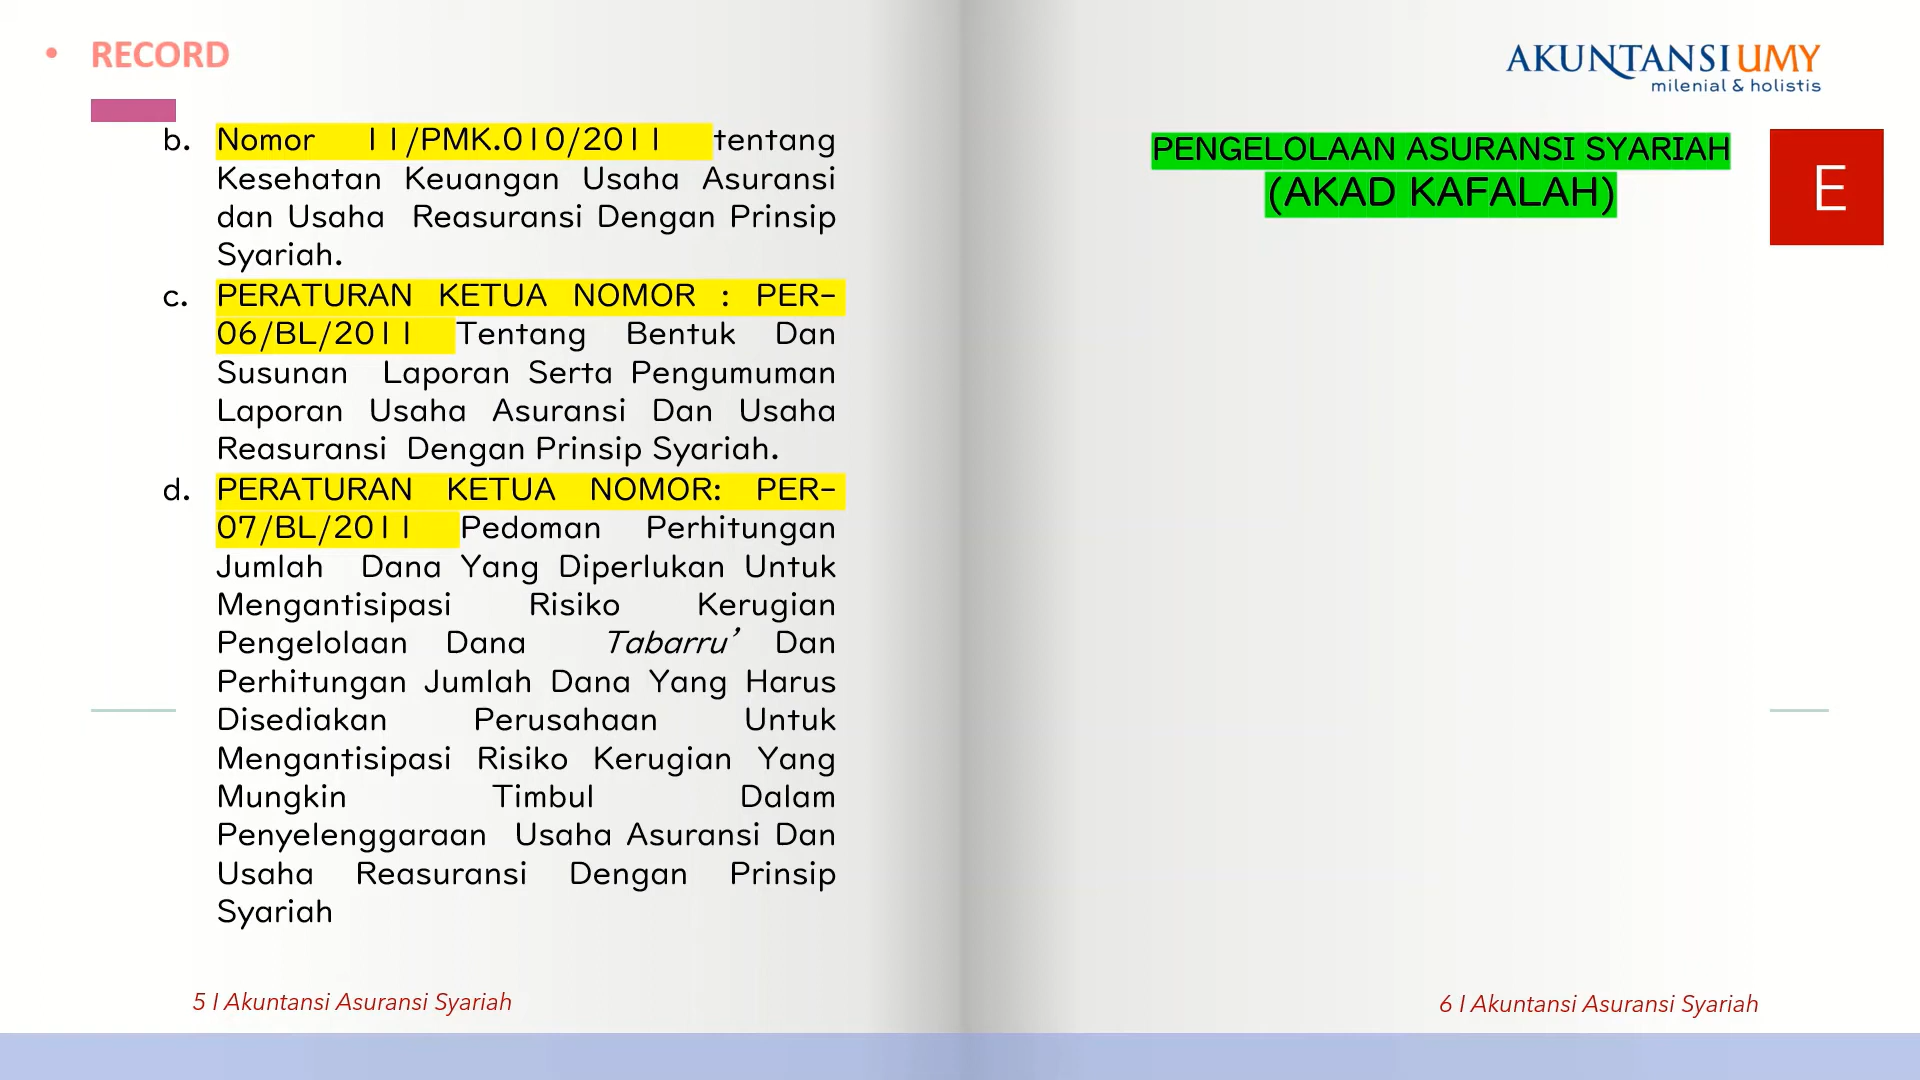 • RECORD
AKUNTANSI UMY
milenial & holistis
b. Nomor 11/PMK.010/2011 tentang
Kesehatan Keuangan Usaha Asuransi
dan Usaha Reasuransi Dengan Prinsip
Syariah.
c. PERATURAN KETUA NOMOR : PER-
06/BL/2011 Tentang Bentuk Dan
Susunan Laporan Serta Pengumuman
Laporan Usaha Asuransi Dan Usaha
Reasuransi Dengan Prinsip Syariah.
d. PERATURAN KETUA NOMOR: PER-
07/BL/2011 Pedoman Perhitungan
Jumlah Dana Yang Diperlukan Untuk
Mengantisipasi Risiko Kerugian
Pengelolaan Dana Tabarru’ Dan
Perhitungan Jumlah Dana Yang Harus
Disediakan Perusahaan Untuk
Mengantisipasi Risiko Kerugian Yang
Mungkin Timbul Dalam
Penyelenggaraan Usaha Asuransi Dan
Usaha Reasuransi Dengan Prinsip
Syariah
5 I Akuntansi Asuransi Syariah
PENGELOLAAN ASURANSI SYARIAH
(AKAD KAFALAH)
E
6 I Akuntansi Asuransi Syariah